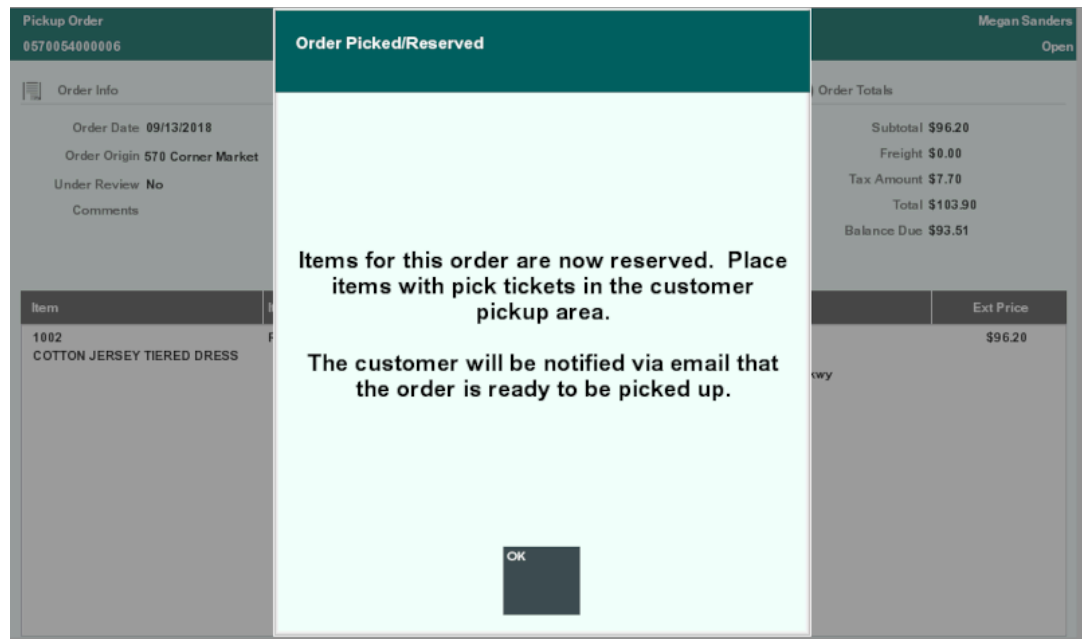 Pickup Order
Megan Sanders
0570054000006
Open
Order Picked/Reserved
Order Info
Order Totals
Order Date 09/13/2018
Subtotal $96.20
Order Origin 570 Corner Market
Freight $0.00
Under Review No
Tax Amount $7.70
Comments
Total $103.90
Balance Due $93.51
Items for this order are now reserved. Place
items with pick tickets in the customer
pickup area.
The customer will be notified via email that
the order is ready to be picked up.
Item
Ext Price
1002
$96.20
COTTON JERSEY TIERED DRESS
OK